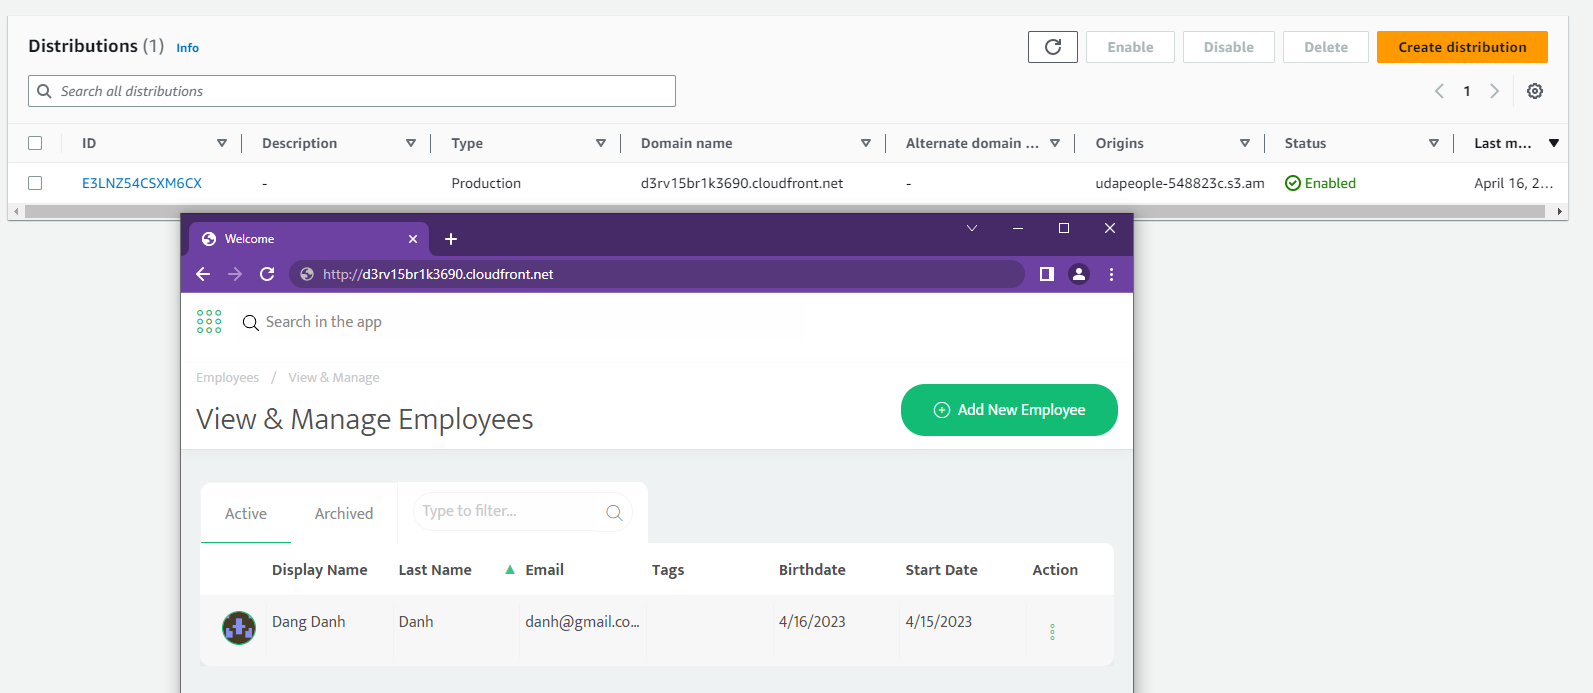 Distributions (1) Info
Enable Disable Delete Create distribution
Search all distributions
1
ID Description Type Domain name Alternate domain ... Origins Status Last m...
E3LNZ54CSXM6CX - Production d3rv15br1k3690.cloudfront.net - udapeople-548823c.s3.am Enabled April 16, 2...
Welcome
http://d3rv15br1k3690.cloudfront.net
Search in the app
Employees / View & Manage
View & Manage Employees
Add New Employee
Active Archived Type to filter...
Display Name Last Name Email Tags Birthdate Start Date Action
Dang Danh Danh danh@gmail.co... 4/16/2023 4/15/2023